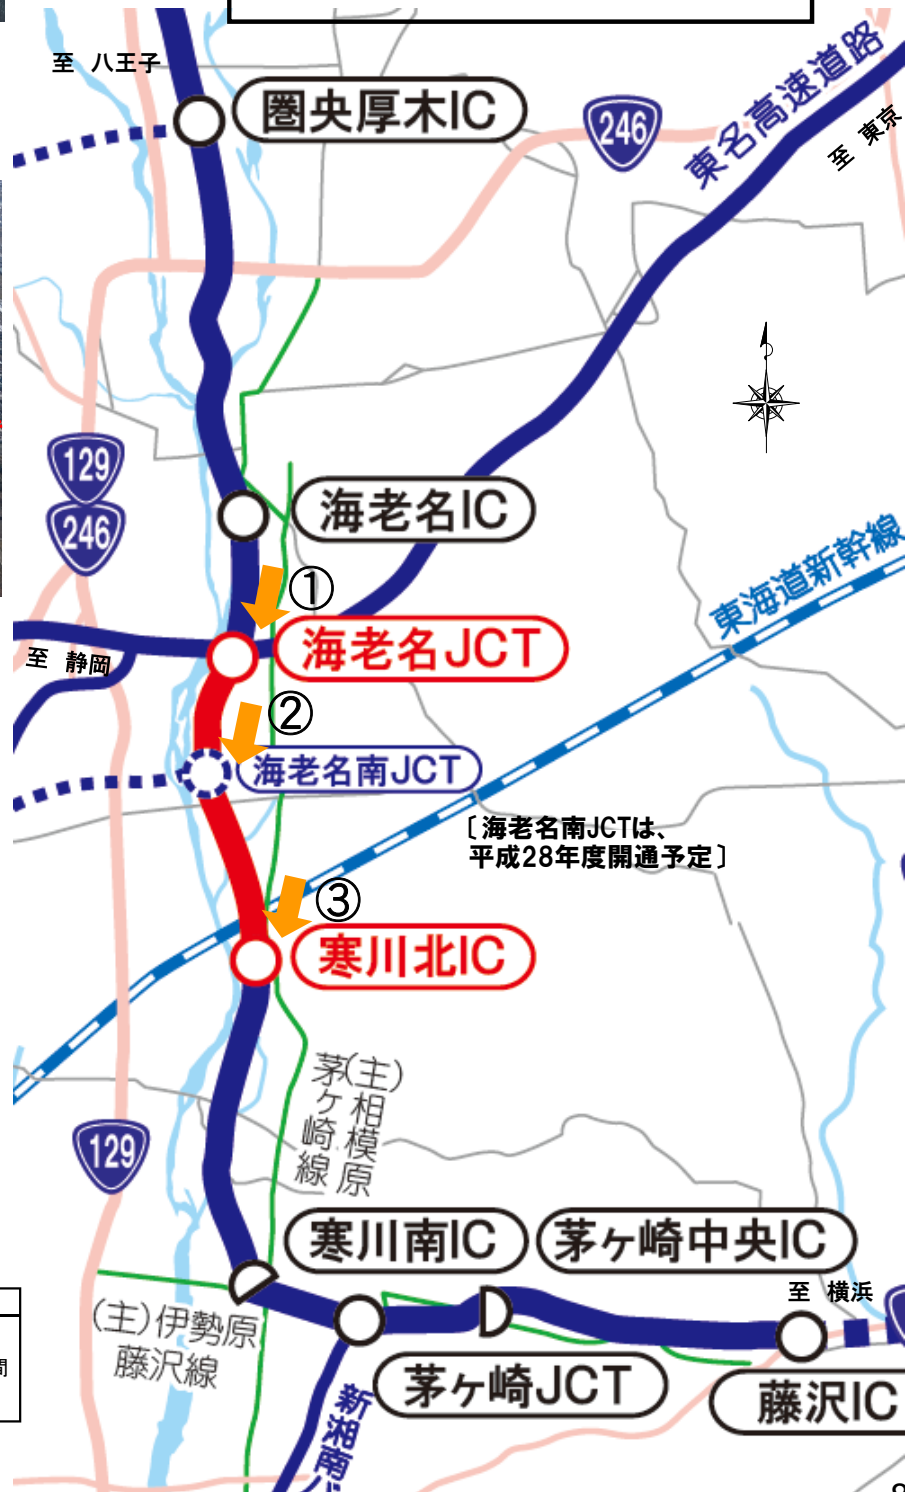 至 八王子
圏央厚木IC
246
東名高速道路
至 東京
129
246
海老名IC
①
東海道新幹線
海老名JCT
至 静岡
②
海老名南JCT
〔海老名南JCTは、
平成28年度開通予定〕
③
寒川北IC
(主)相模原
茅ヶ崎線
129
寒川南IC
茅ヶ崎中央IC
至 横浜
(主)伊勢原
藤沢線
間
茅ヶ崎JCT
藤沢IC
新湘南バ